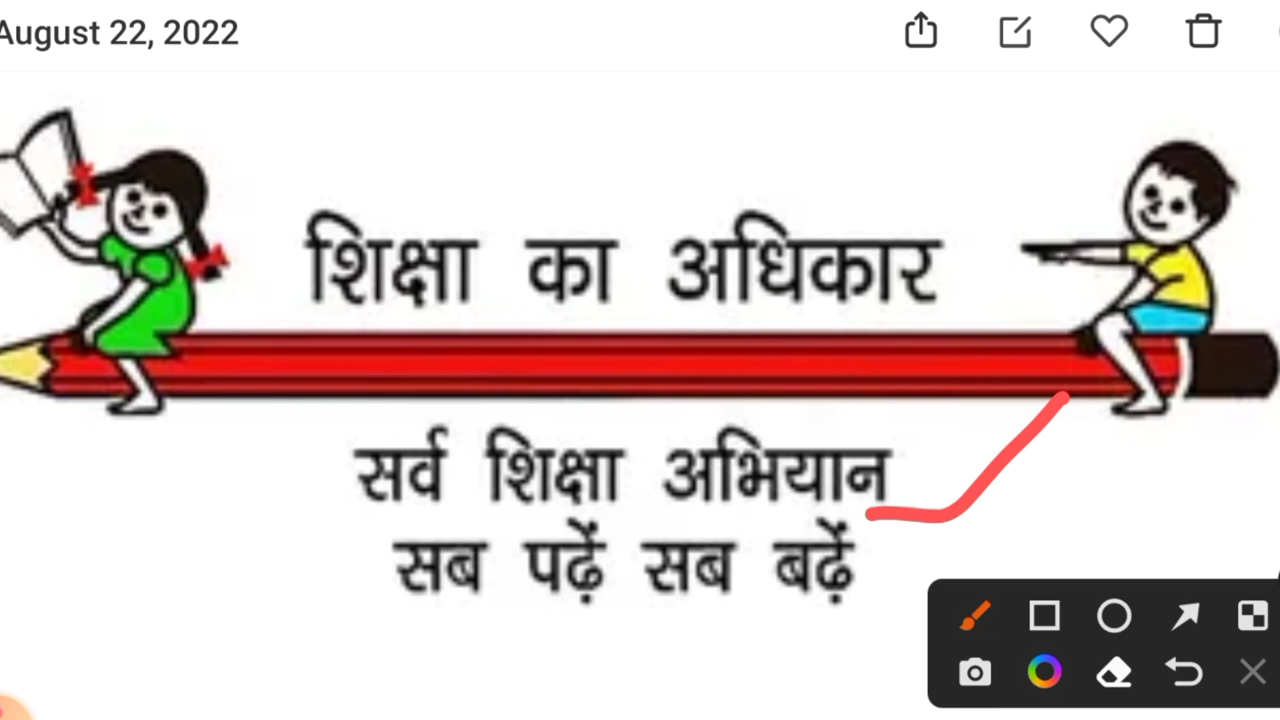 August 22, 2022
शिक्षा का अधिकार
सर्व शिक्षा अभियान
सब पढ़ें सब बढ़ें